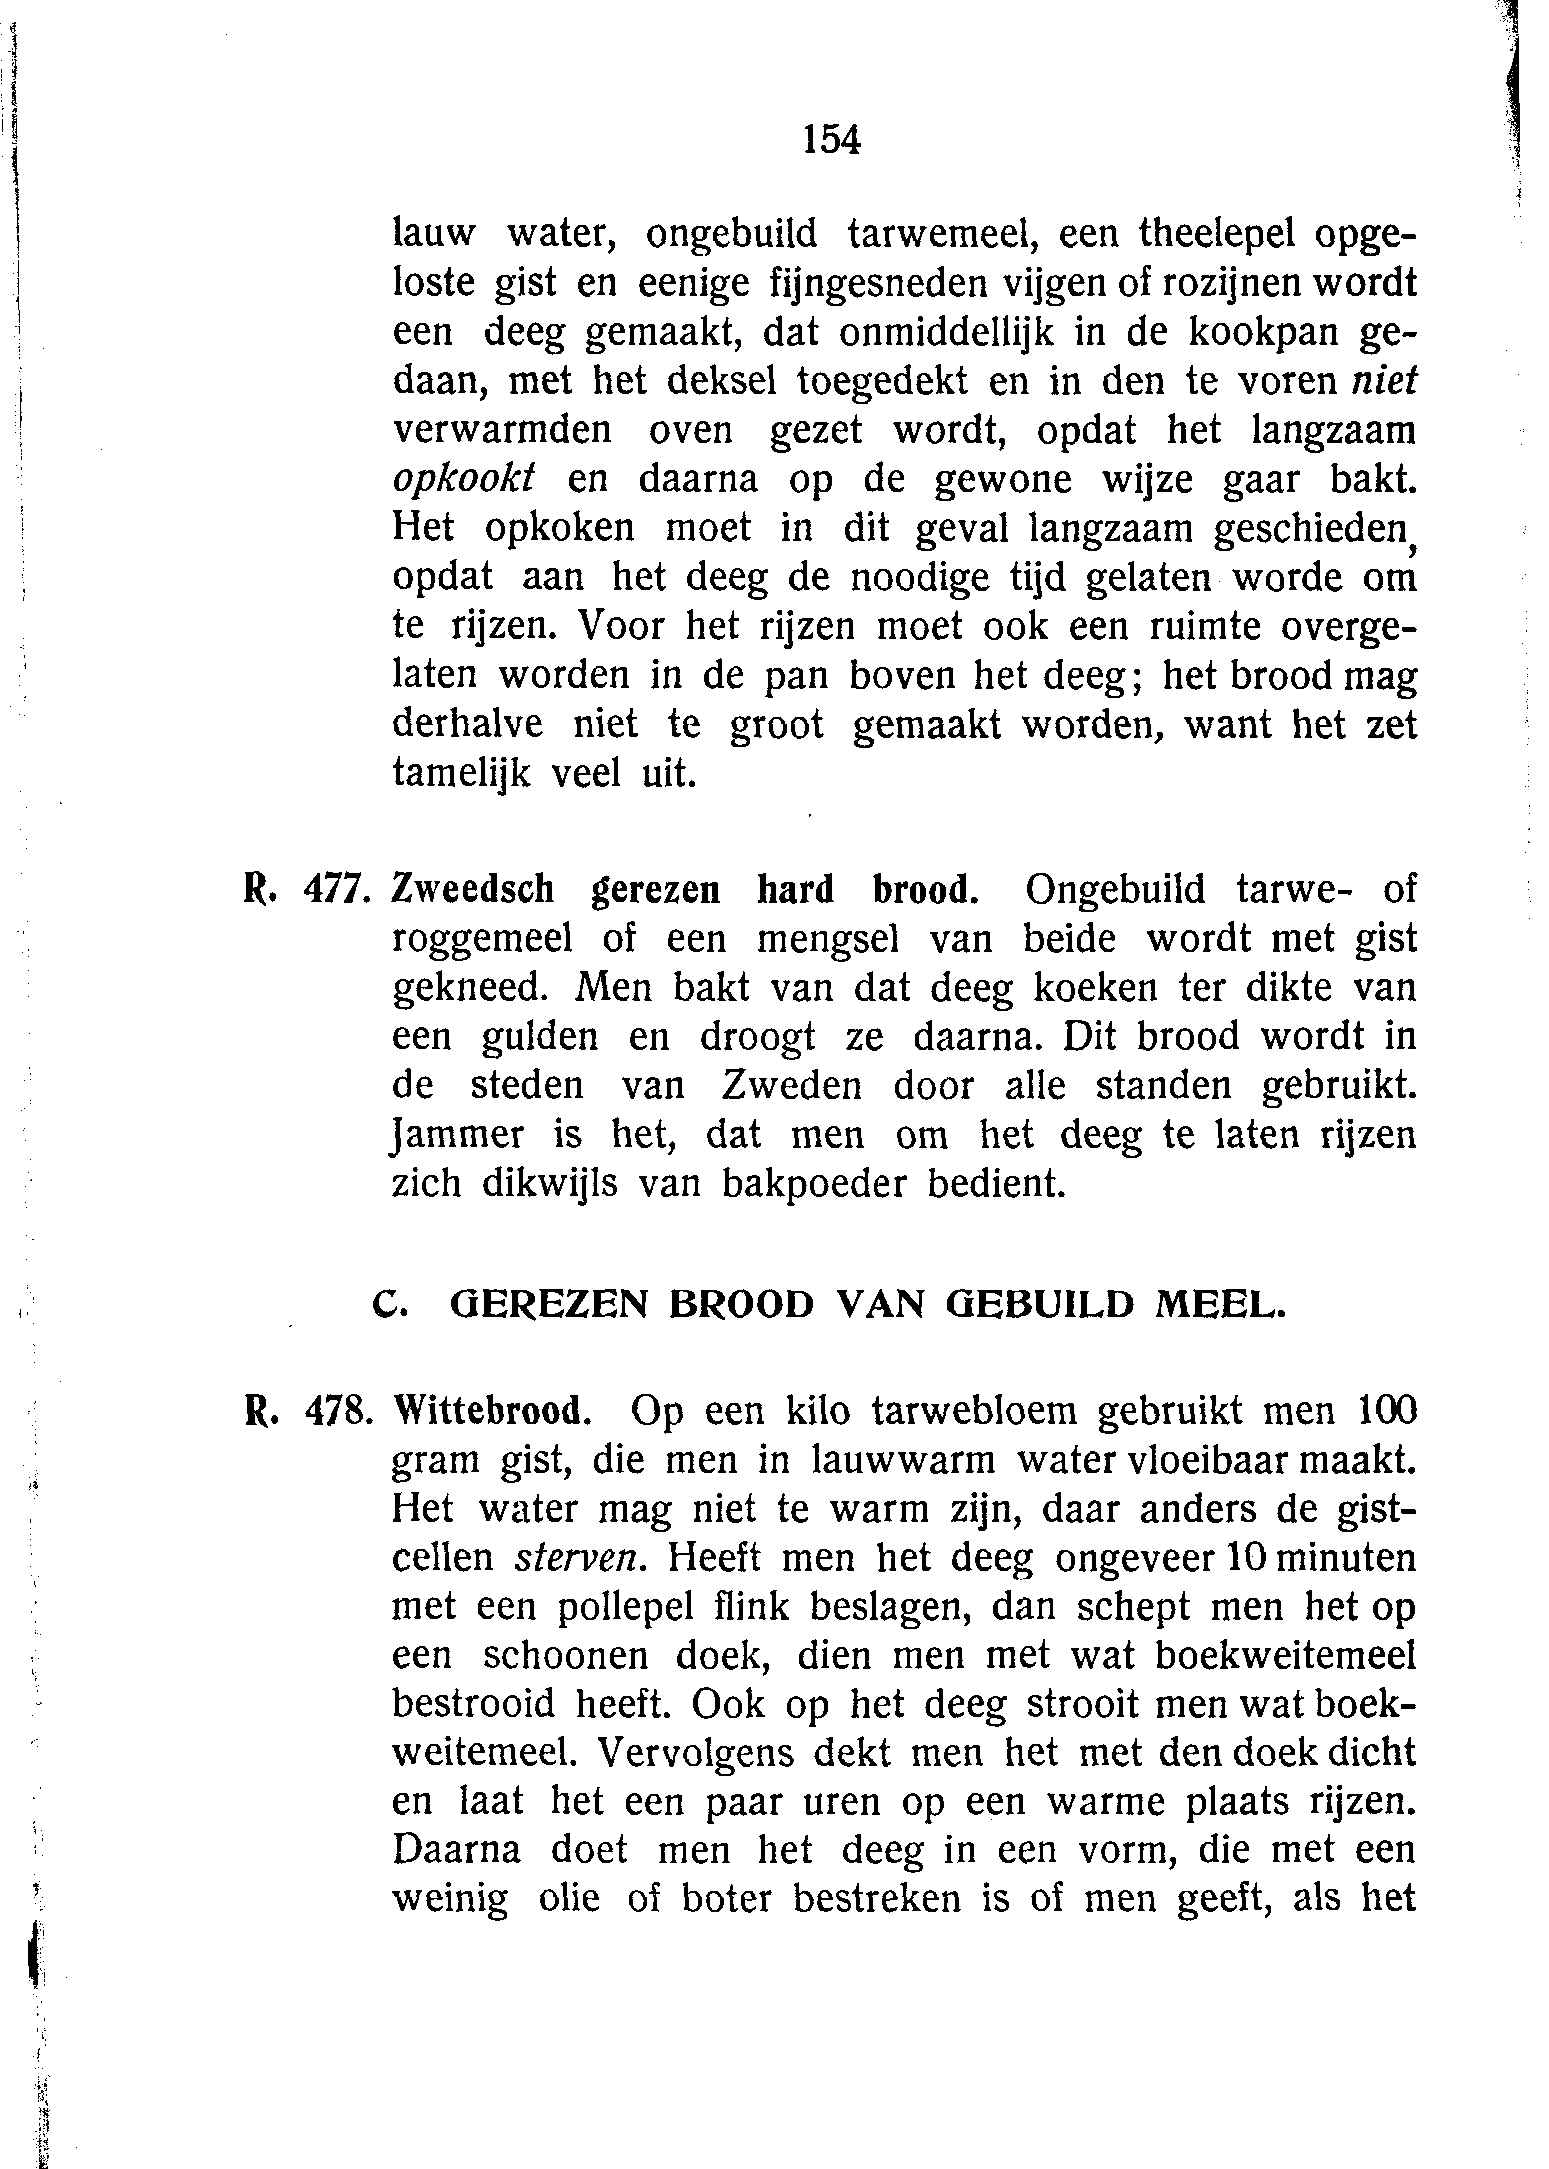 154
lauw water, ongebuild tarwemeel, een theelepel opge-
loste gist en eenige fijngesneden vijgen of rozijnen wordt
een deeg gemaakt, dat onmiddellijk in de kookpan ge-
daan, met het deksel toegedekt en in den te voren niet
verwarmden oven gezet wordt, opdat het langzaam
opkookt en daarna op de gewone wijze gaar bakt.
Het opkoken moet in dit geval langzaam geschieden,
opdat aan het deeg de noodige tijd gelaten worde om
te rijzen. Voor het rijzen moet ook een ruimte overge-
laten worden in de pan boven het deeg; het brood mag
derhalve niet te groot gemaakt worden, want het zet
tamelijk veel uit.
R. 477. Zweedsch gerezen hard brood. Ongebuild tarwe- of
roggemeel of een mengsel van beide wordt met gist
gekneed. Men bakt van dat deeg koeken ter dikte van
een gulden en droogt ze daarna. Dit brood wordt in
de steden van Zweden door alle standen gebruikt.
Jammer is het, dat men om het deeg te laten rijzen
zich dikwijls van bakpoeder bedient.
C. GEREZEN BROOD VAN GEBUILD MEEL.
R. 478. Wittebrood. Op een kilo tarwebloem gebruikt men 100
gram gist, die men in lauwwarm water vloeibaar maakt.
Het water mag niet te warm zijn, daar anders de gist-
cellen sterven. Heeft men het deeg ongeveer 10 minuten
met een pollepel flink beslagen, dan schept men het op
een schoonen doek, dien men met wat boekweitemeel
bestrooid heeft. Ook op het deeg strooit men wat boek-
weitemeel. Vervolgens dekt men het met den doek dicht
en laat het een paar uren op een warme plaats rijzen.
Daarna doet men het deeg in een vorm, die met een
weinig olie of boter bestreken is of men geeft, als het